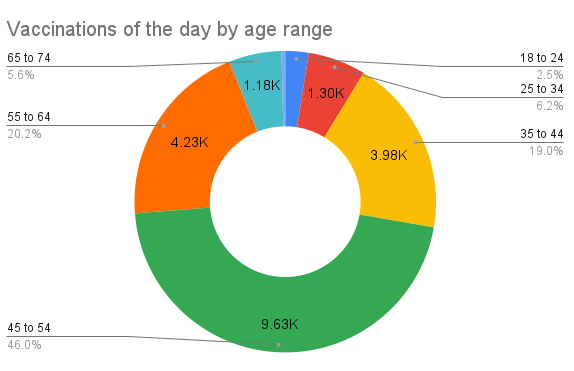 Vaccinations of the day by age range
65 to 74
5.6%
18 to 24
2.5%
25 to 34
6.2%
1.18K
1.30K
55 to 64
20.2%
4.23K
35 to 44
19.0%
3.98K
9.63K
45 to 54
46.0%